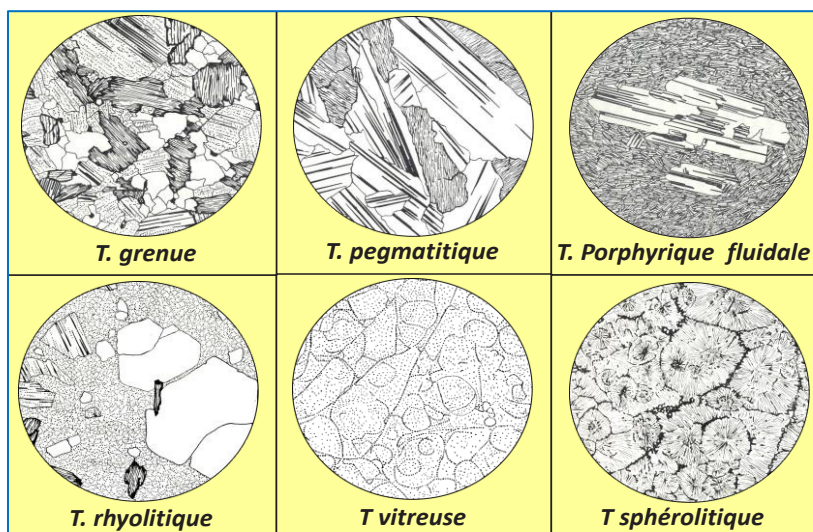 T. grenue
T. pegmatitique
T. Porphyrique fluidale
T. rhyolitique
T vitreuse
T sphérolitique